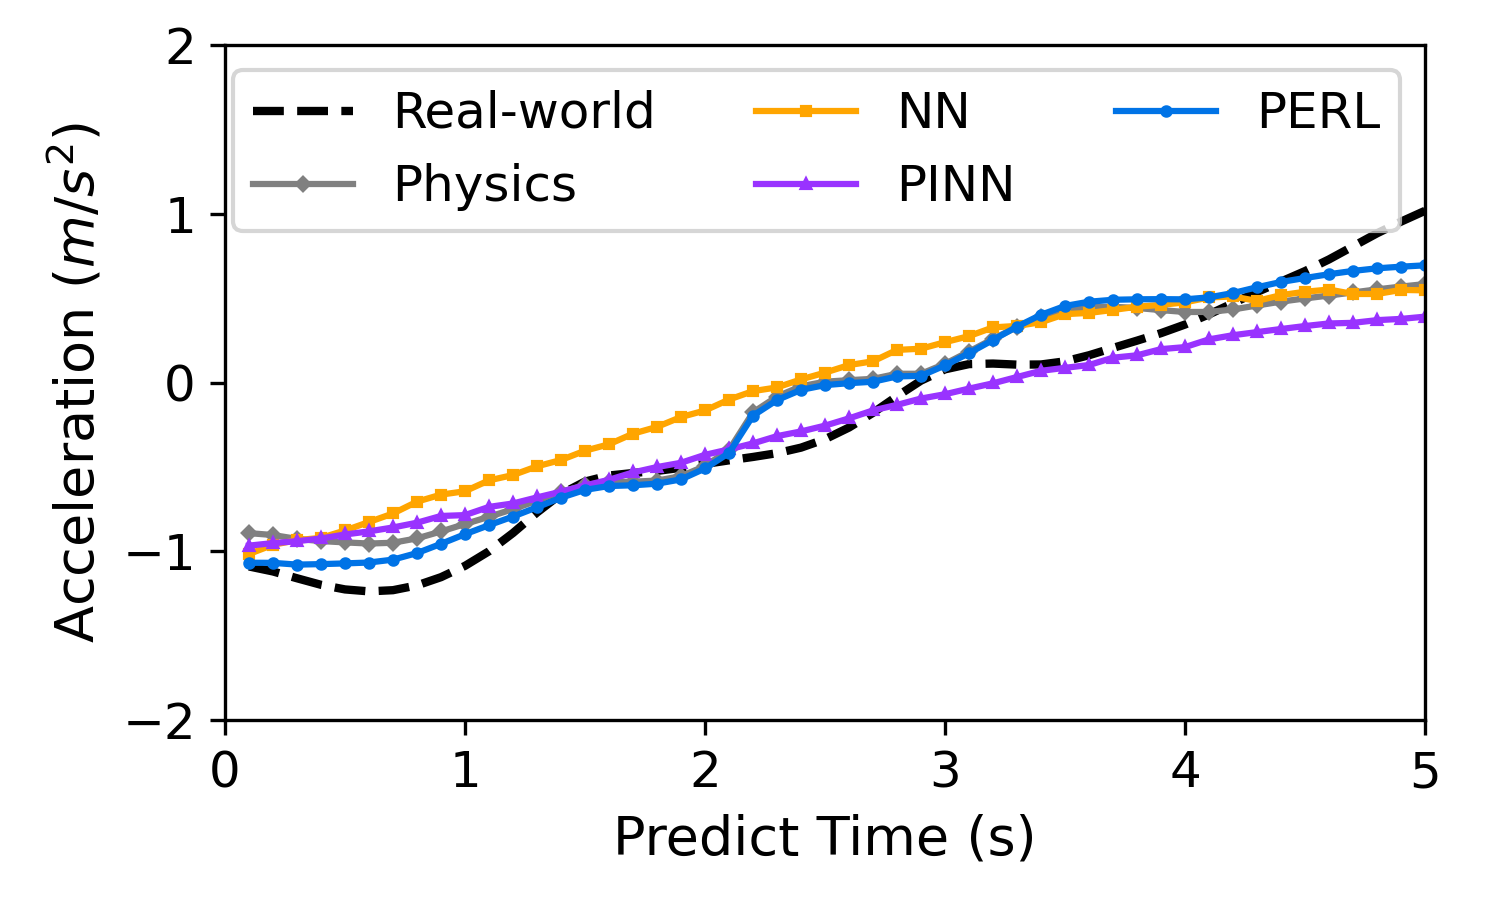 2
1
0
−1
−2
Acceleration (m/s²)
Real-world
Physics
NN
PINN
PERL
0 1 2 3 4 5
Predict Time (s)